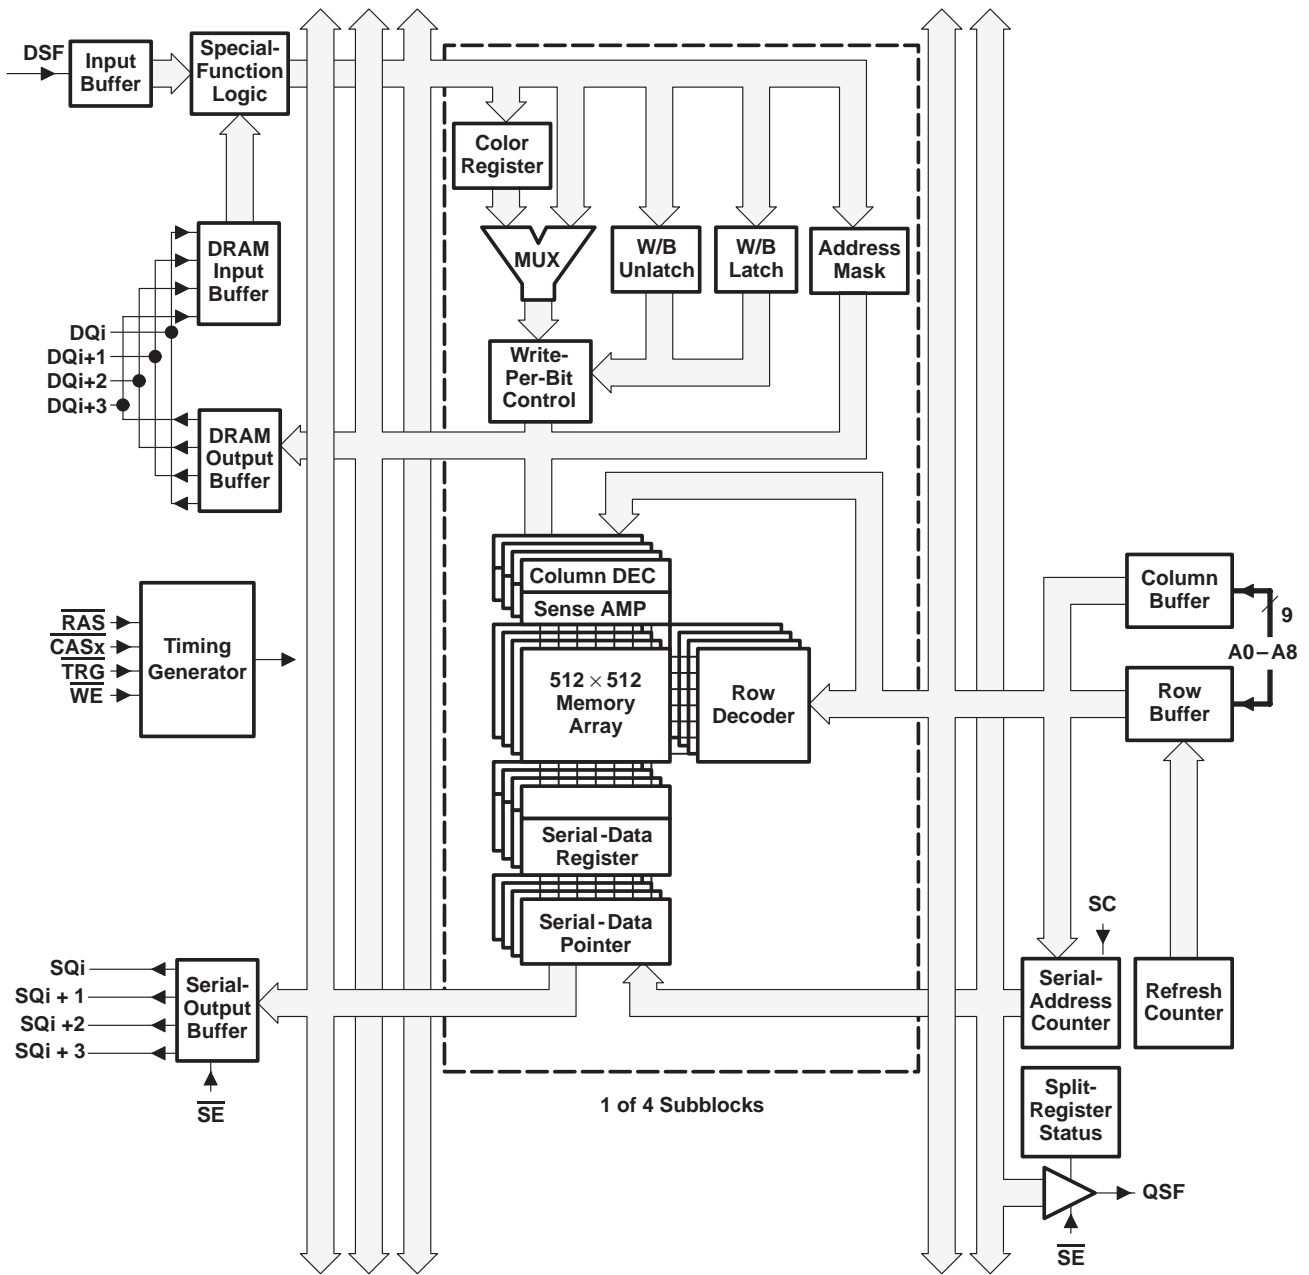 DSF
Input
Buffer
Special-
Function
Logic
Color
Register
MUX
W/B
Unlatch
W/B
Latch
Address
Mask
DRAM
Input
Buffer
DQi
DQi+1
DQi+2
DQi+3
Write-
Per-Bit
Control
DRAM
Output
Buffer
Column DEC
Sense AMP
Column
Buffer
9
A0–A8
Row
Buffer
RAS
CASx
TRG
WE
Timing
Generator
512 × 512
Memory
Array
Row
Decoder
Serial-Data
Register
Serial-Data
Pointer
SC
Serial-
Address
Counter
Refresh
Counter
SQi
SQi + 1
SQi +2
SQi + 3
Serial-
Output
Buffer
SE
1 of 4 Subblocks
Split-
Register
Status
QSF
SE